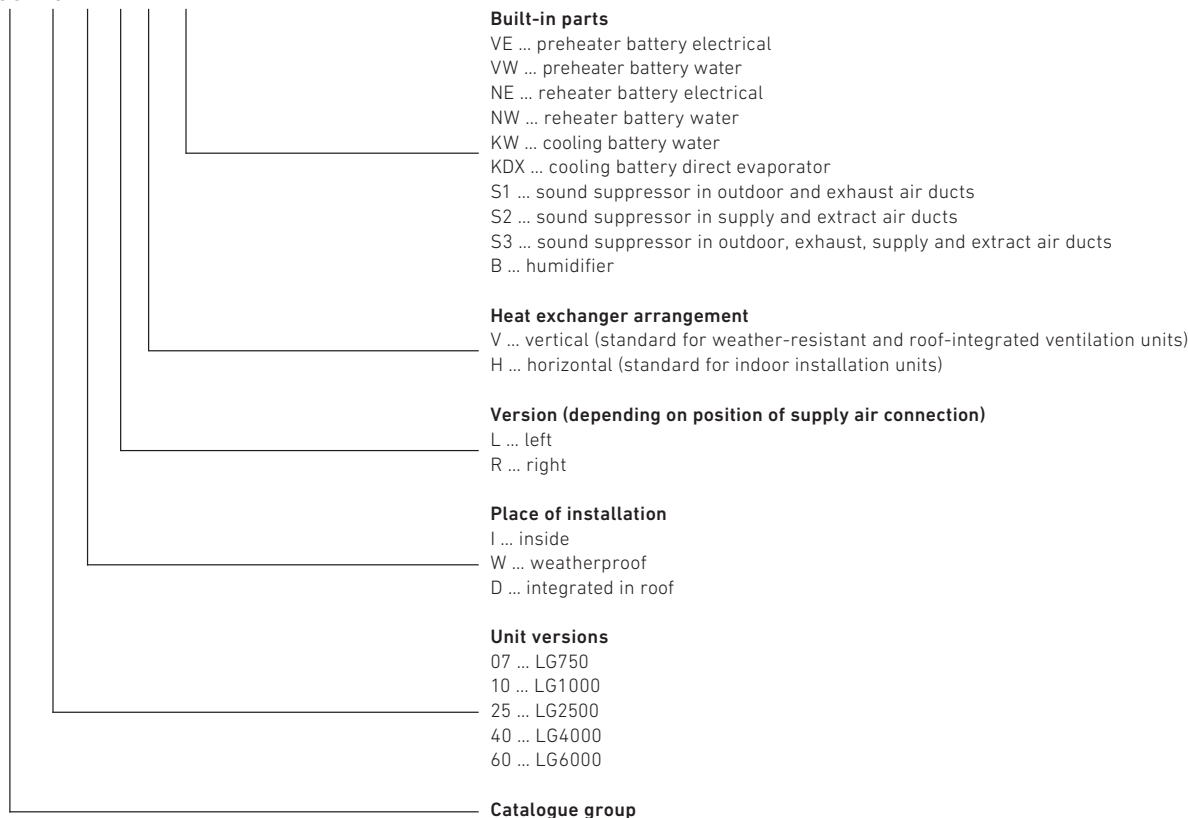 Built-in parts
VE ... preheater battery electrical
VW ... preheater battery water
NE ... reheater battery electrical
NW ... reheater battery water
KW ... cooling battery water
KDX ... cooling battery direct evaporator
S1 ... sound suppressor in outdoor and exhaust air ducts
S2 ... sound suppressor in supply and extract air ducts
S3 ... sound suppressor in outdoor, exhaust, supply and extract air ducts
B ... humidifier
Heat exchanger arrangement
V ... vertical (standard for weather-resistant and roof-integrated ventilation units)
H ... horizontal (standard for indoor installation units)
Version (depending on position of supply air connection)
L ... left
R ... right
Place of installation
I ... inside
W ... weatherproof
D ... integrated in roof
Unit versions
07 ... LG750
10 ... LG1000
25 ... LG2500
40 ... LG4000
60 ... LG6000
Catalogue group